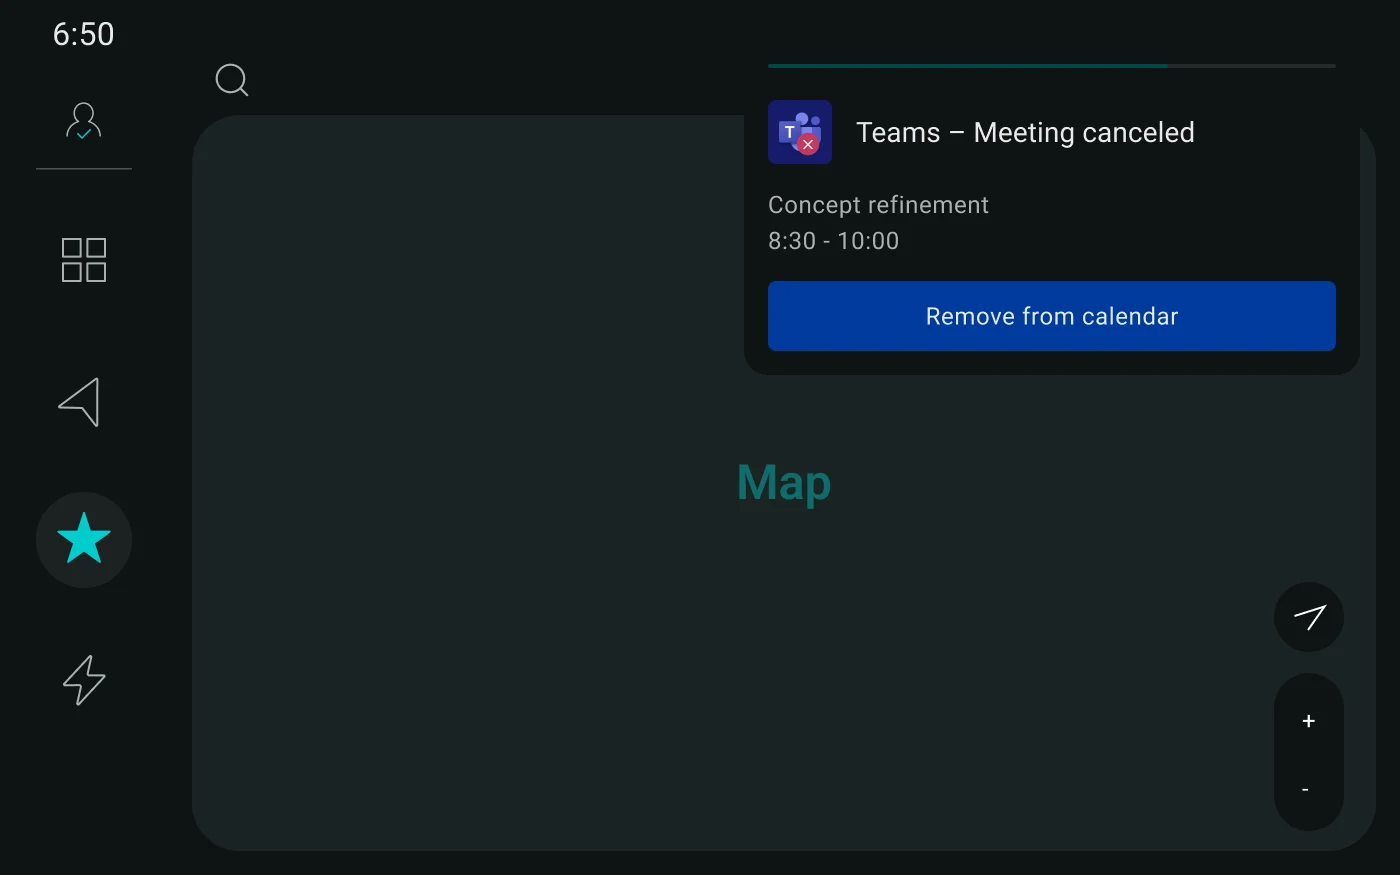 6:50
T
Teams – Meeting canceled
Concept refinement
8:30 - 10:00
Remove from calendar
Map
+
-